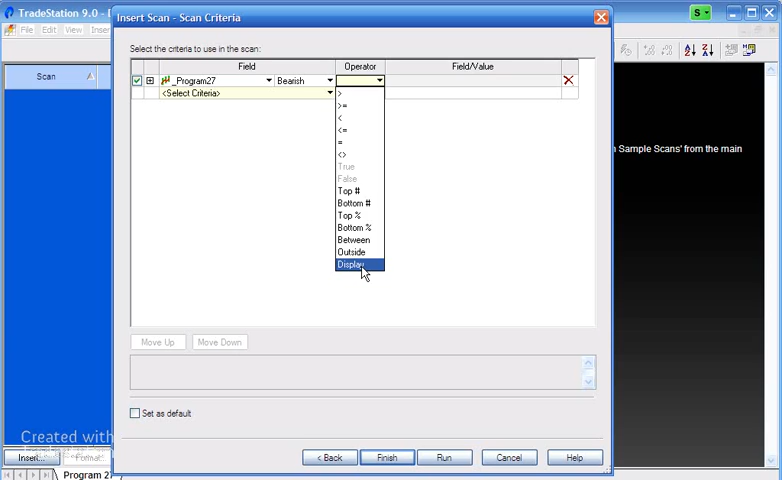 TradeStation 9.0 -
Insert Scan - Scan Criteria
S
File Edit View Inser
Select the criteria to use in the scan:
Field Operator Field/Value
Scan
_Program27 Bearish
<Select Criteria>
>
>=
<
<=
=
<>
True
False
Top #
Bottom #
Top %
Bottom %
Between
Outside
Display
Sample Scans' from the main
Move Up Move Down
Set as default
Created with
Insert... Format...
< Back Finish Run Cancel Help
Program 27